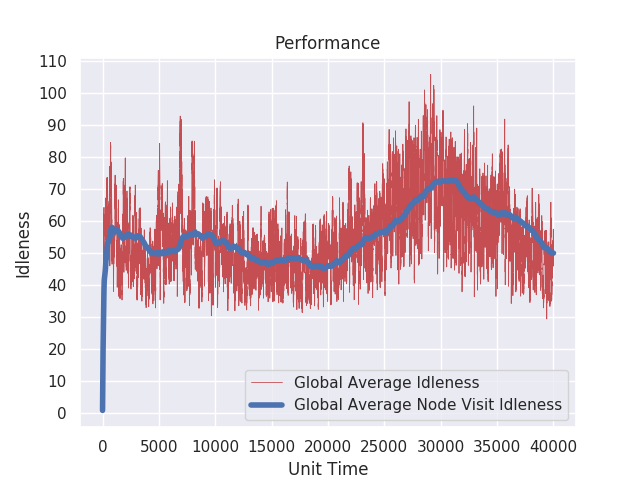 Performance
110
100
90
80
70
60
50
40
30
20
10
0
Idleness
Global Average Idleness
Global Average Node Visit Idleness
0 5000 10000 15000 20000 25000 30000 35000 40000
Unit Time